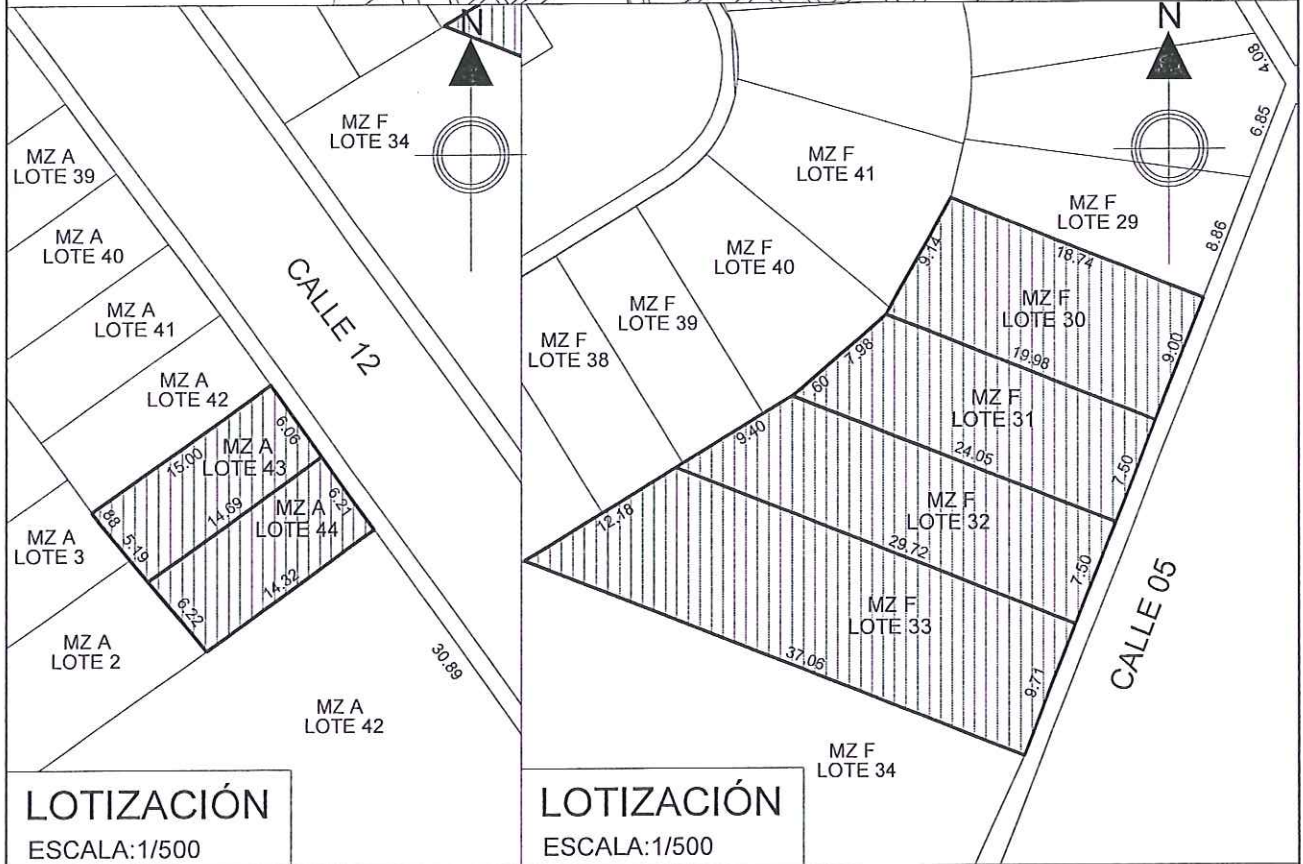 N
MZ F
LOTE 34
MZ A
LOTE 39
MZ A
LOTE 40
MZ A
LOTE 41
CALLE 12
MZ A
LOTE 42
6.06
MZ A
LOTE 43
15.00
14.69
MZ A
LOTE 44
6.21
.88
5.19
MZ A
LOTE 3
14.32
6.22
MZ A
LOTE 2
30.89
MZ A
LOTE 42
LOTIZACIÓN
ESCALA:1/500
N
4.08
6.85
MZ F
LOTE 41
MZ F
LOTE 29
8.86
MZ F
LOTE 40
9.14
18.74
MZ F
LOTE 30
MZ F
LOTE 39
MZ F
LOTE 38
7.98
19.98
9.00
.60
MZ F
LOTE 31
9.40
24.05
7.50
MZ F
LOTE 32
12.18
29.72
7.50
CALLE 05
MZ F
LOTE 33
37.06
9.71
MZ F
LOTE 34
LOTIZACIÓN
ESCALA:1/500